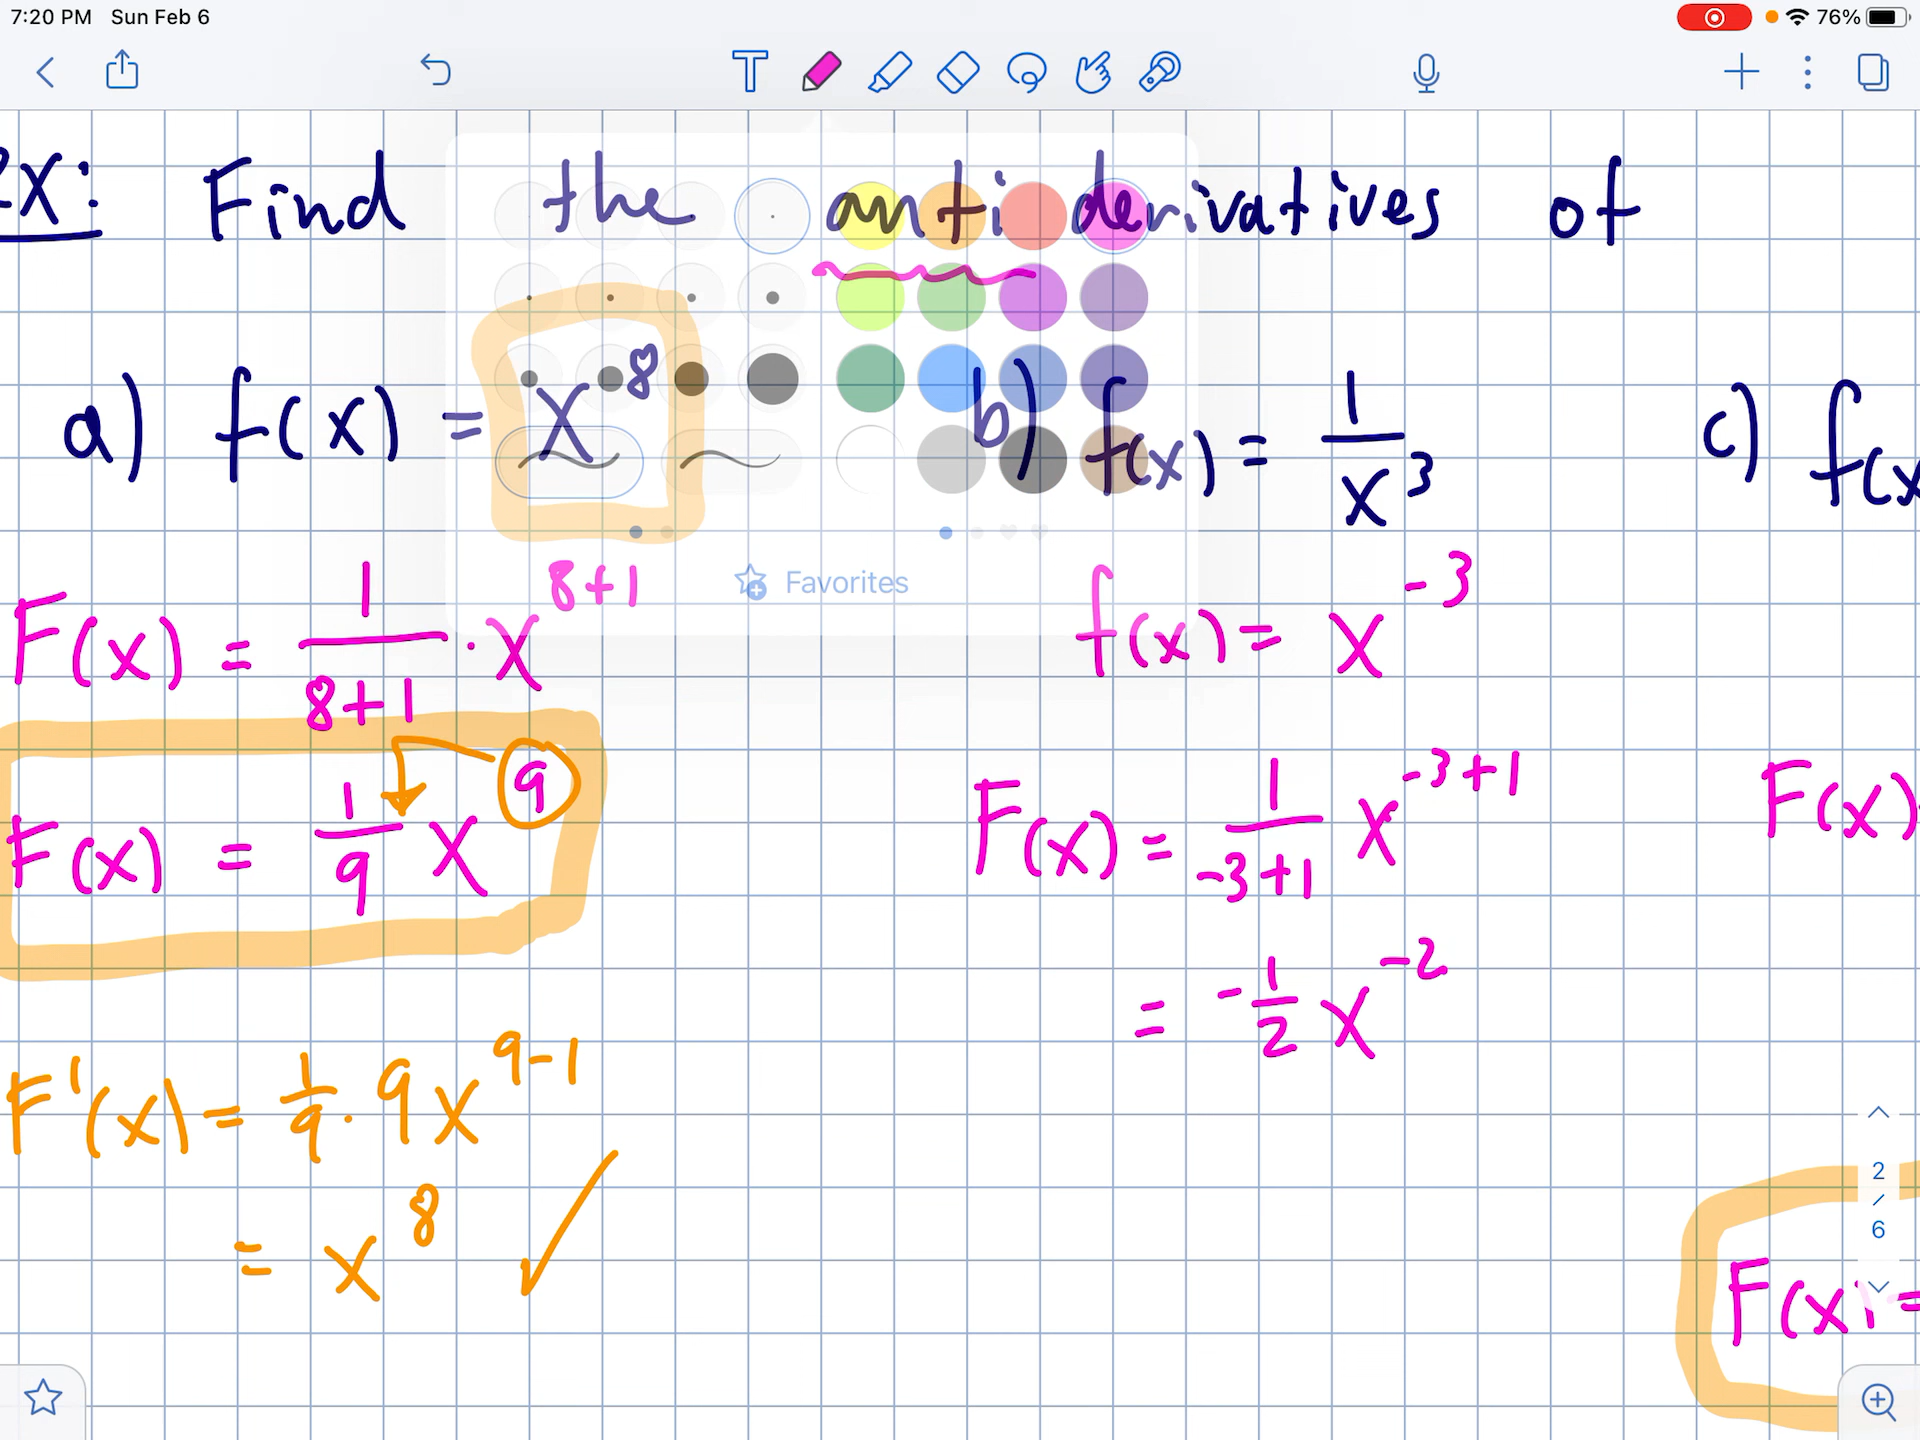 7:20 PM Sun Feb 6 76%
EX: Find the antiderivatives of
a) f(x) = x^8 b) f(x) = 1/x^3 c) f(x
Favorites
F(x) = 1/(8+1) · x^(8+1)
F(x) = 1/9 x^9
F'(x) = 1/9 · 9x^(9-1)
= x^8 ✓
f(x) = x^(-3)
F(x) = 1/(-3+1) x^(-3+1)
= -1/2 x^(-2)
F(x)
F(x) =
2 / 6